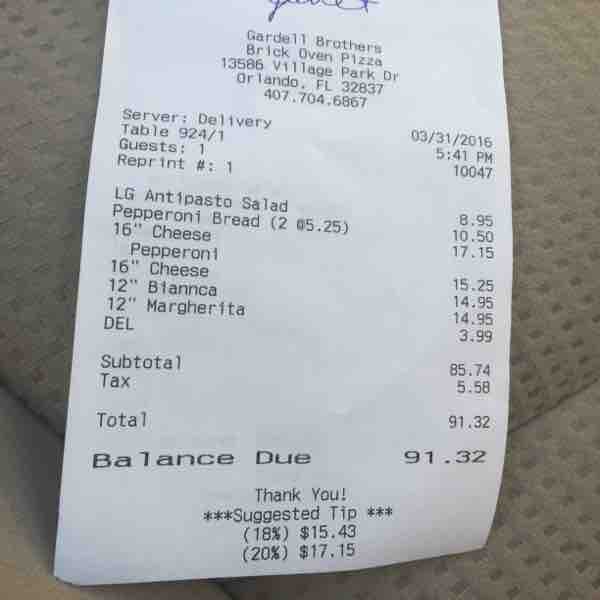 Gardell Brothers
Brick Oven Pizza
13586 Village Park Dr
Orlando, FL 32837
407.704.6867
Server: Delivery 03/31/2016
Table 924/1 5:41 PM
Guests: 1 10047
Reprint #: 1
LG Antipasto Salad 8.95
Pepperoni Bread (2 @5.25) 10.50
16" Cheese 17.15
Pepperoni
16" Cheese 15.25
12" Biannca 14.95
12" Margherita 14.95
DEL 3.99
Subtotal 85.74
Tax 5.58
Total 91.32
Balance Due 91.32
Thank You!
***Suggested Tip ***
(18%) $15.43
(20%) $17.15